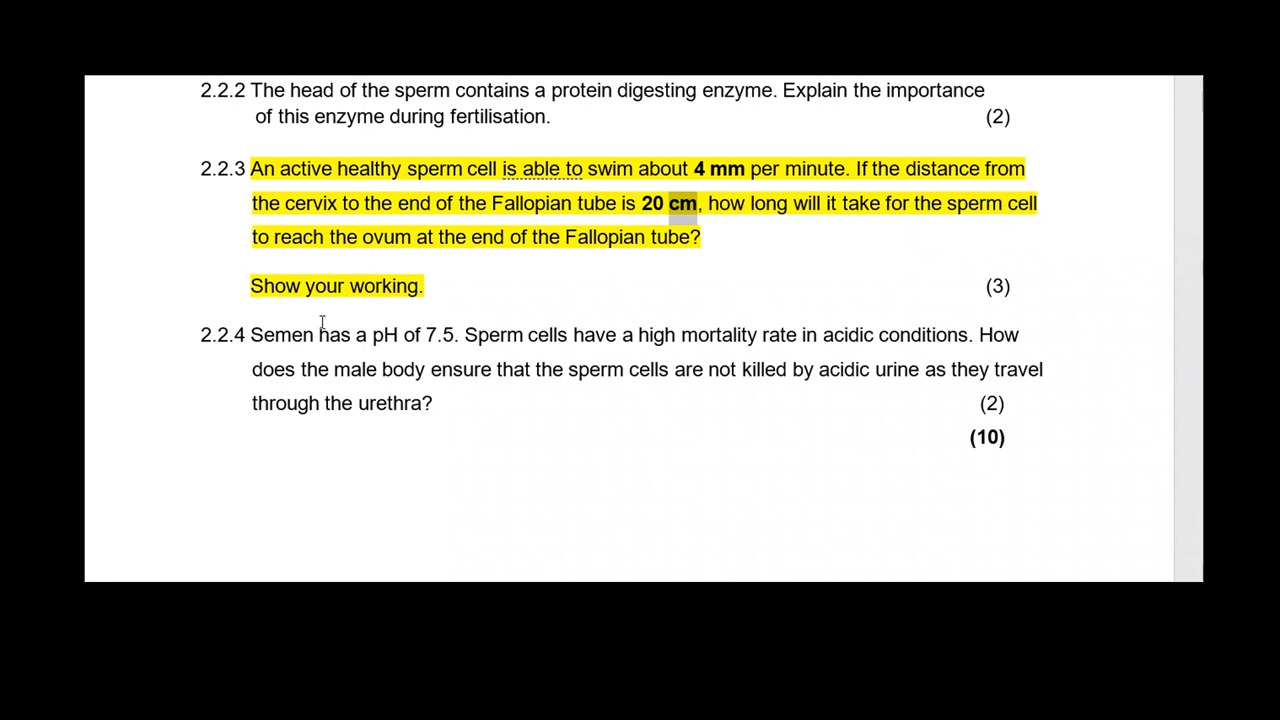 2.2.2 The head of the sperm contains a protein digesting enzyme. Explain the importance
of this enzyme during fertilisation. (2)
2.2.3 An active healthy sperm cell is able to swim about 4 mm per minute. If the distance from
the cervix to the end of the Fallopian tube is 20 cm, how long will it take for the sperm cell
to reach the ovum at the end of the Fallopian tube?
Show your working. (3)
2.2.4 Semen has a pH of 7.5. Sperm cells have a high mortality rate in acidic conditions. How
does the male body ensure that the sperm cells are not killed by acidic urine as they travel
through the urethra? (2)
(10)